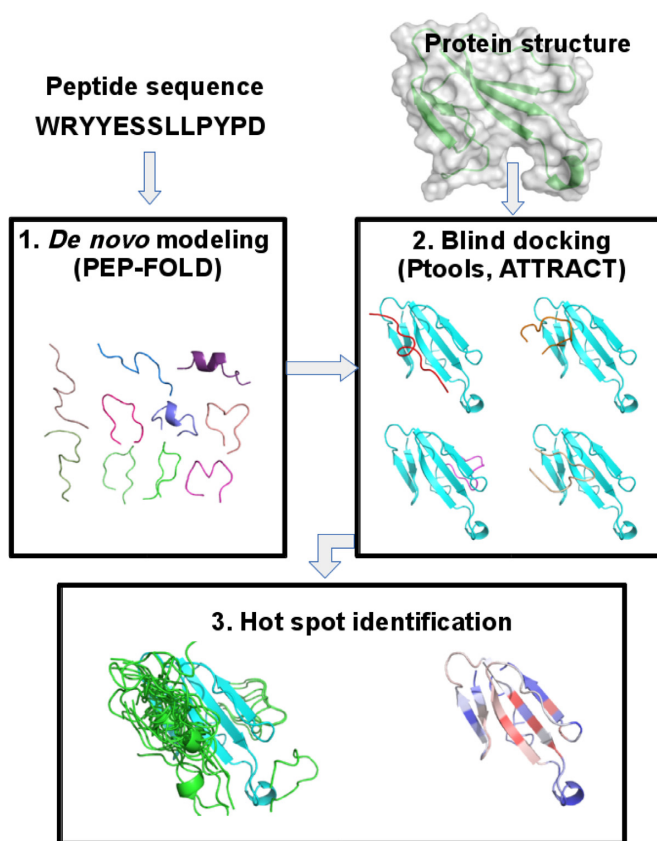 Peptide sequence
WRYYESSLLPYPD
Protein structure
1. De novo modeling
(PEP-FOLD)
2. Blind docking
(Ptools, ATTRACT)
3. Hot spot identification